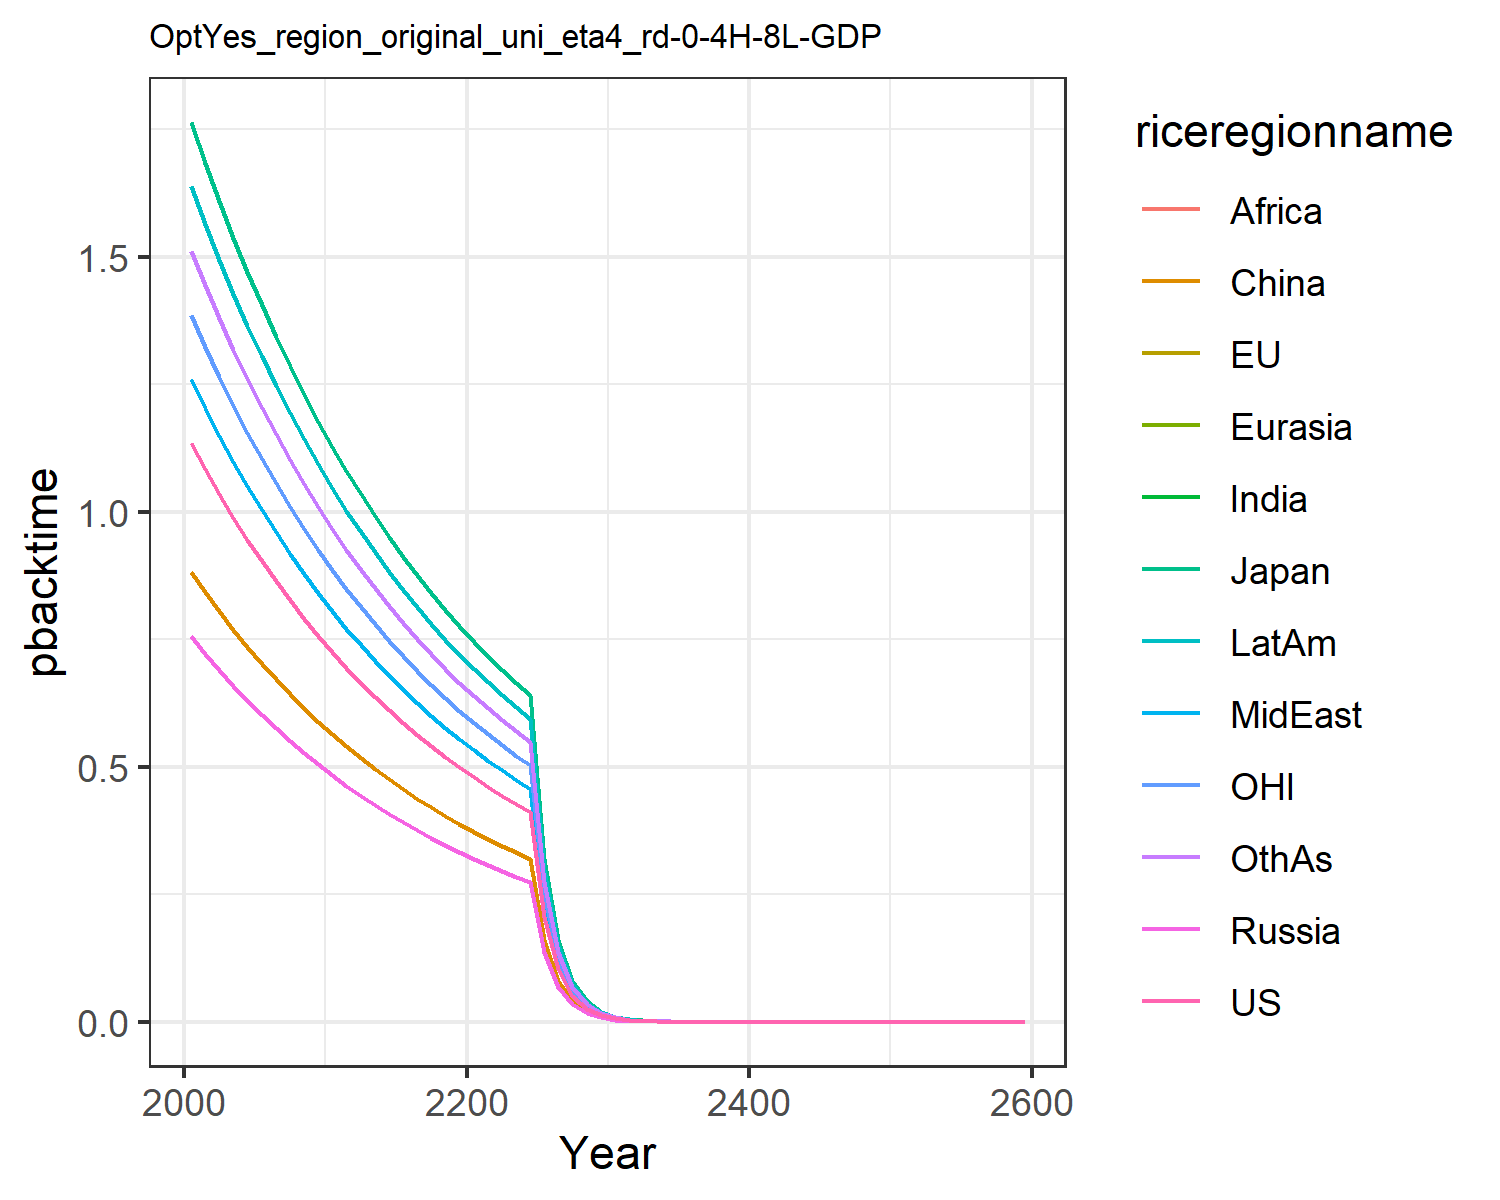 OptYes_region_original_uni_eta4_rd-0-4H-8L-GDP
riceregionname
Africa
China
EU
Eurasia
India
Japan
LatAm
MidEast
OHI
OthAs
Russia
US
pbacktime
1.5
1.0
0.5
0.0
2000 2200 2400 2600
Year